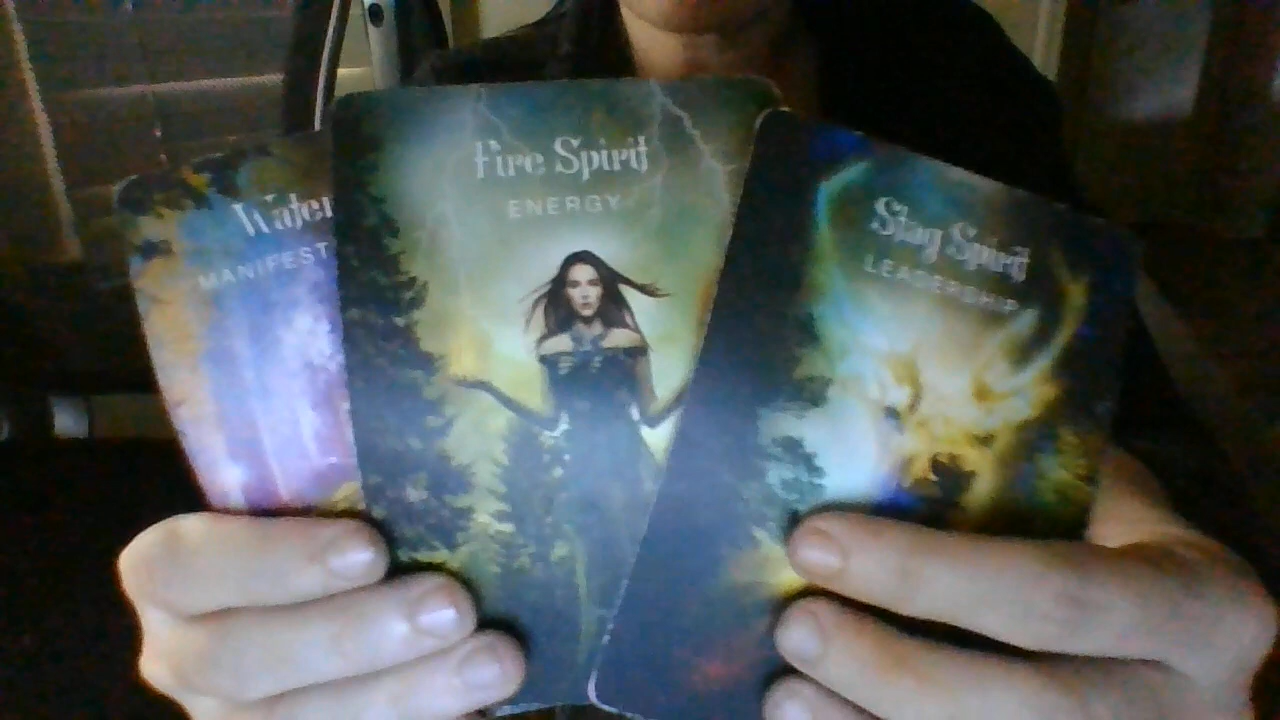 Water
MANIFEST
Fire Spirit
ENERGY
Stag Spirit
LEADERSHIP